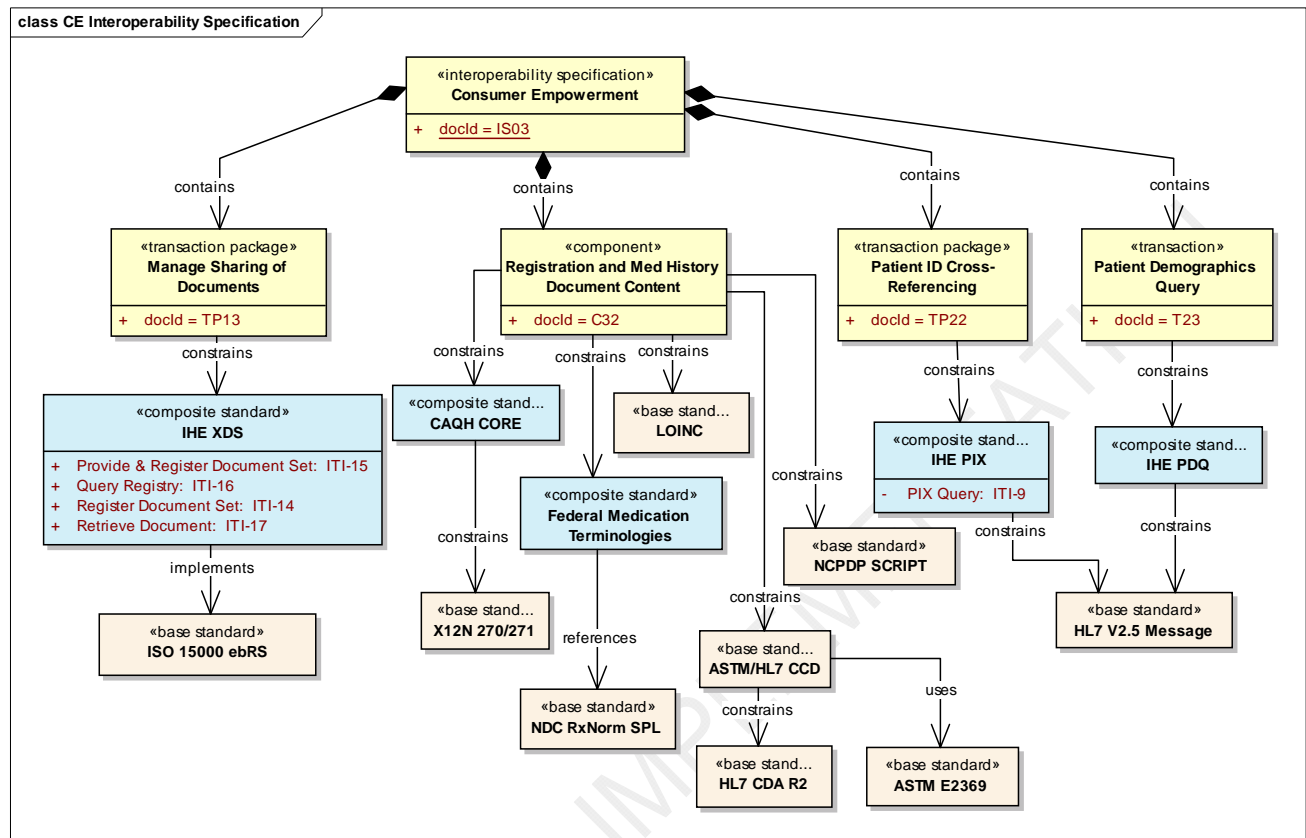 class CE Interoperability Specification
«interoperability specification»
Consumer Empowerment
+ docId = IS03
contains
contains
contains
contains
«transaction package»
Manage Sharing of
Documents
+ docId = TP13
«component»
Registration and Med History
Document Content
+ docId = C32
«transaction package»
Patient ID Cross-
Referencing
+ docId = TP22
«transaction»
Patient Demographics
Query
+ docId = T23
constrains
constrains
constrains
constrains
constrains
constrains
«composite standard»
IHE XDS
+ Provide & Register Document Set: ITI-15
+ Query Registry: ITI-16
+ Register Document Set: ITI-14
+ Retrieve Document: ITI-17
«composite stand...
CAQH CORE
«base stand...
LOINC
«composite stand...
IHE PIX
- PIX Query: ITI-9
«composite stand...
IHE PDQ
constrains
«composite standard»
Federal Medication
Terminologies
constrains
constrains
constrains
implements
«base standard»
NCPDP SCRIPT
constrains
«base standard»
ISO 15000 ebRS
«base stand...
X12N 270/271
references
«base standard»
HL7 V2.5 Message
«base stand...
ASTM/HL7 CCD
uses
«base standard»
NDC RxNorm SPL
constrains
«base stand...
HL7 CDA R2
«base standard»
ASTM E2369